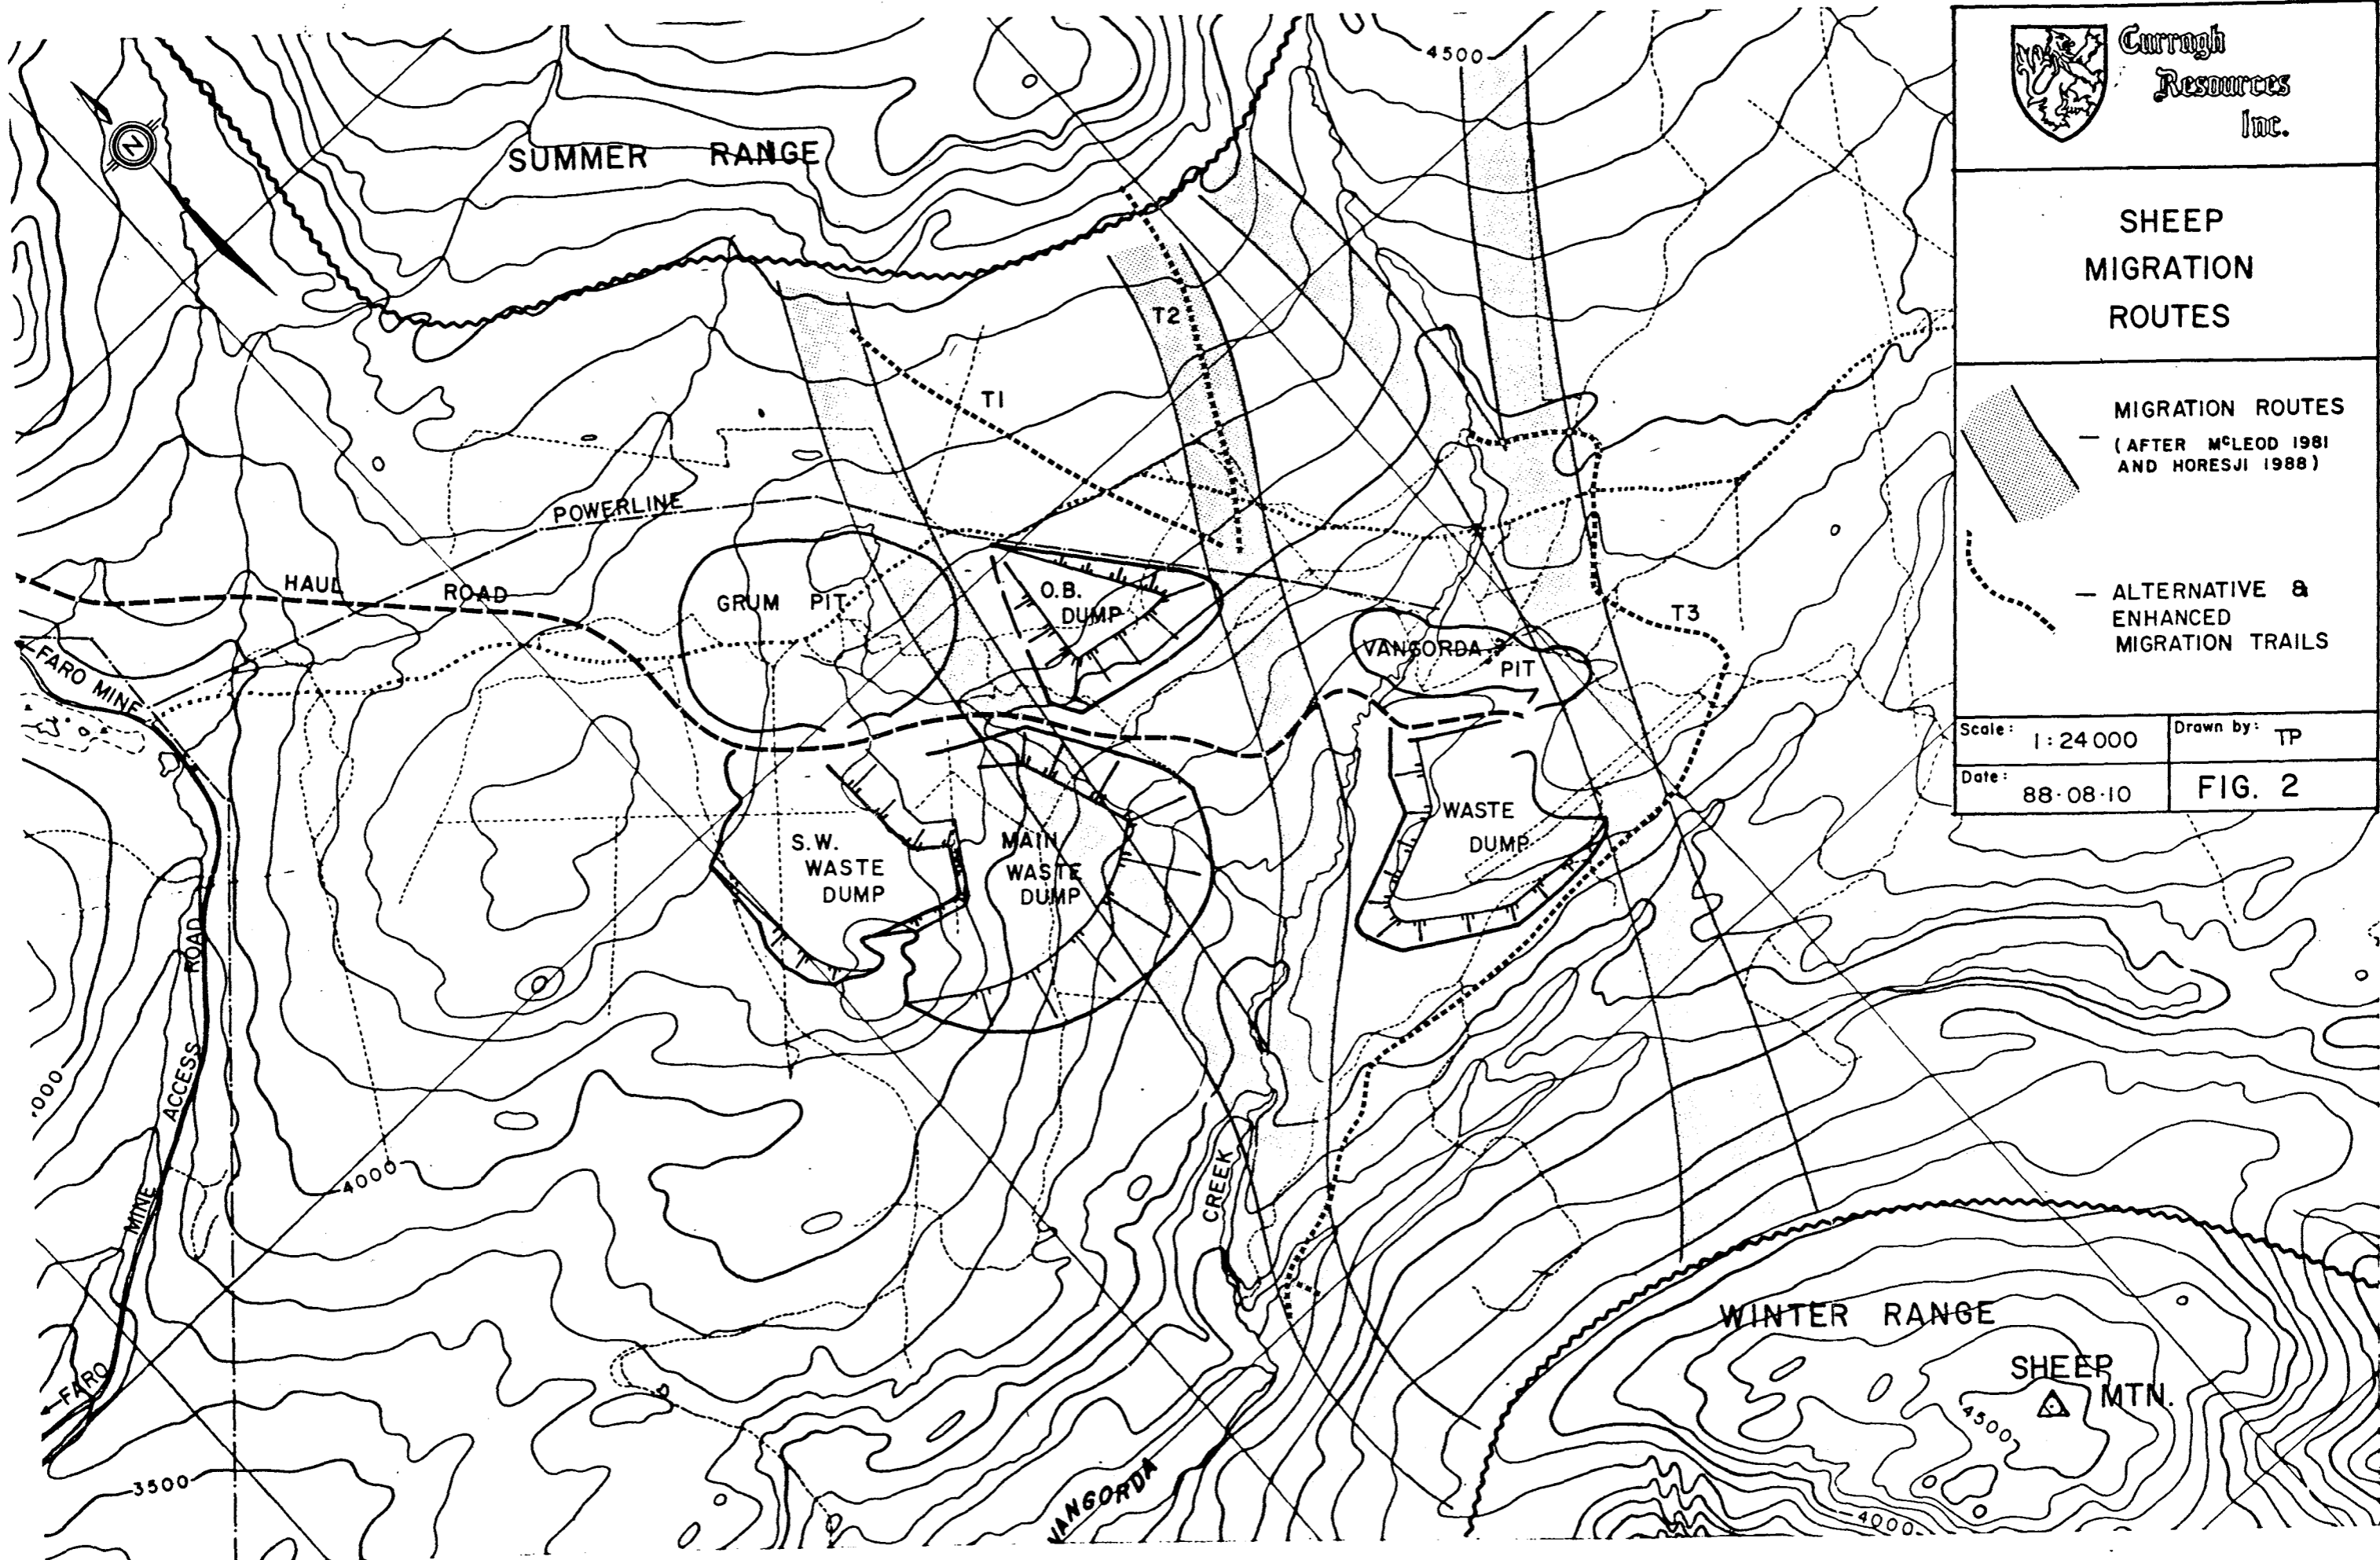 Curragh
Resources
Inc.
SHEEP
MIGRATION
ROUTES
MIGRATION ROUTES
(AFTER McLEOD 1981
AND HORESJI 1988)
ALTERNATIVE &
ENHANCED
MIGRATION TRAILS
Scale: 1:24000
Drawn by: TP
Date: 88·08·10
FIG. 2
4500
N
SUMMER RANGE
T2
T1
POWERLINE
HAUL ROAD
GRUM PIT
O.B.
DUMP
T3
VANGORDA
PIT
FARO MINE
S.W.
WASTE
DUMP
MAIN
WASTE
DUMP
WASTE
DUMP
MINE ACCESS ROAD
4000
CREEK
VANGORDA
FARO
3500
WINTER RANGE
SHEEP
MTN.
4500
4000